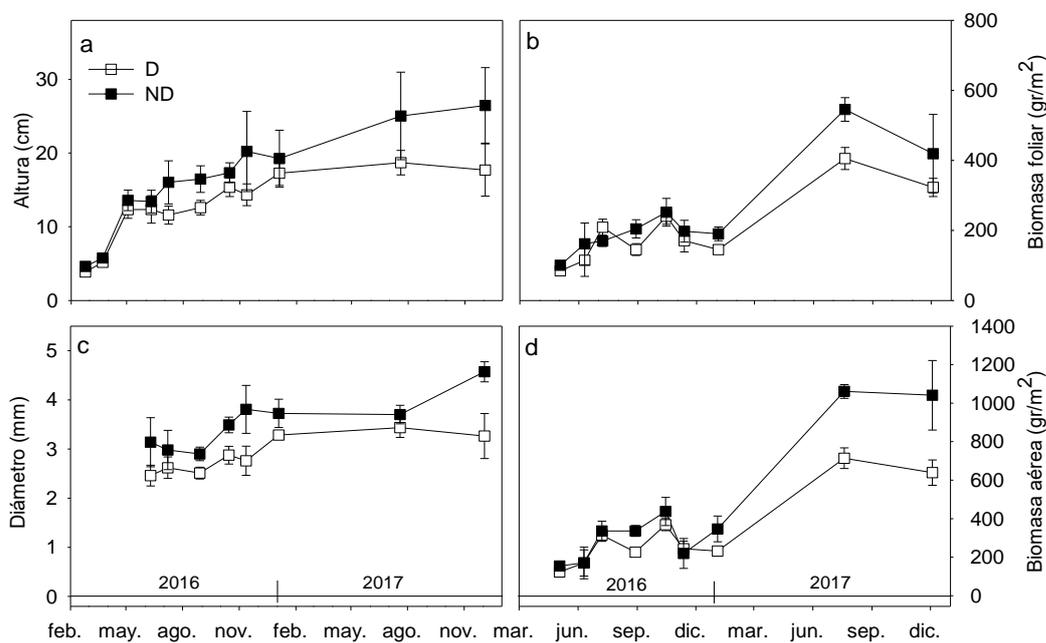 a
D
ND
Altura (cm)
30
20
10
0
b
800
600
400
200
0
Biomasa foliar (gr/m2)
c
Diámetro (mm)
5
4
3
2
1
0
2016
2017
feb. may. ago. nov. feb. may. ago. nov.
d
1400
1200
1000
800
600
400
200
0
Biomasa aérea (gr/m2)
2016
2017
mar. jun. sep. dic. mar. jun. sep. dic.